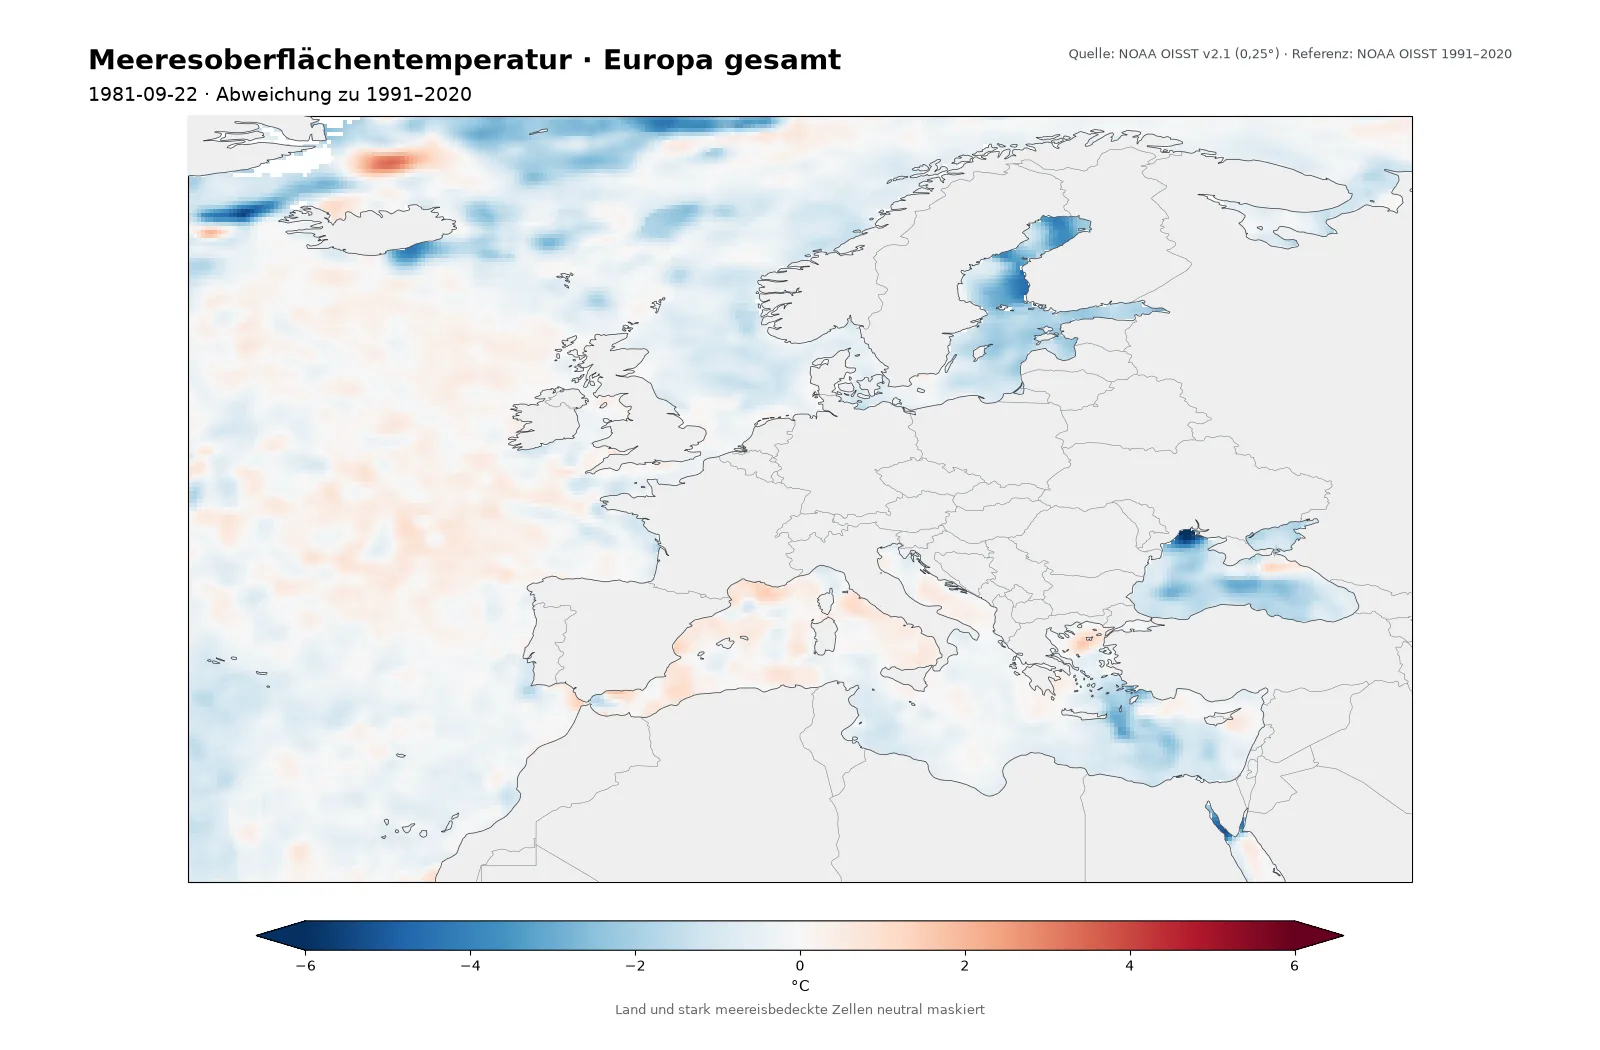 Meeresoberflächentemperatur · Europa gesamt
Quelle: NOAA OISST v2.1 (0,25°) · Referenz: NOAA OISST 1991–2020
1981-09-22 · Abweichung zu 1991–2020
−6 −4 −2 0 2 4 6
°C
Land und stark meereisbedeckte Zellen neutral maskiert